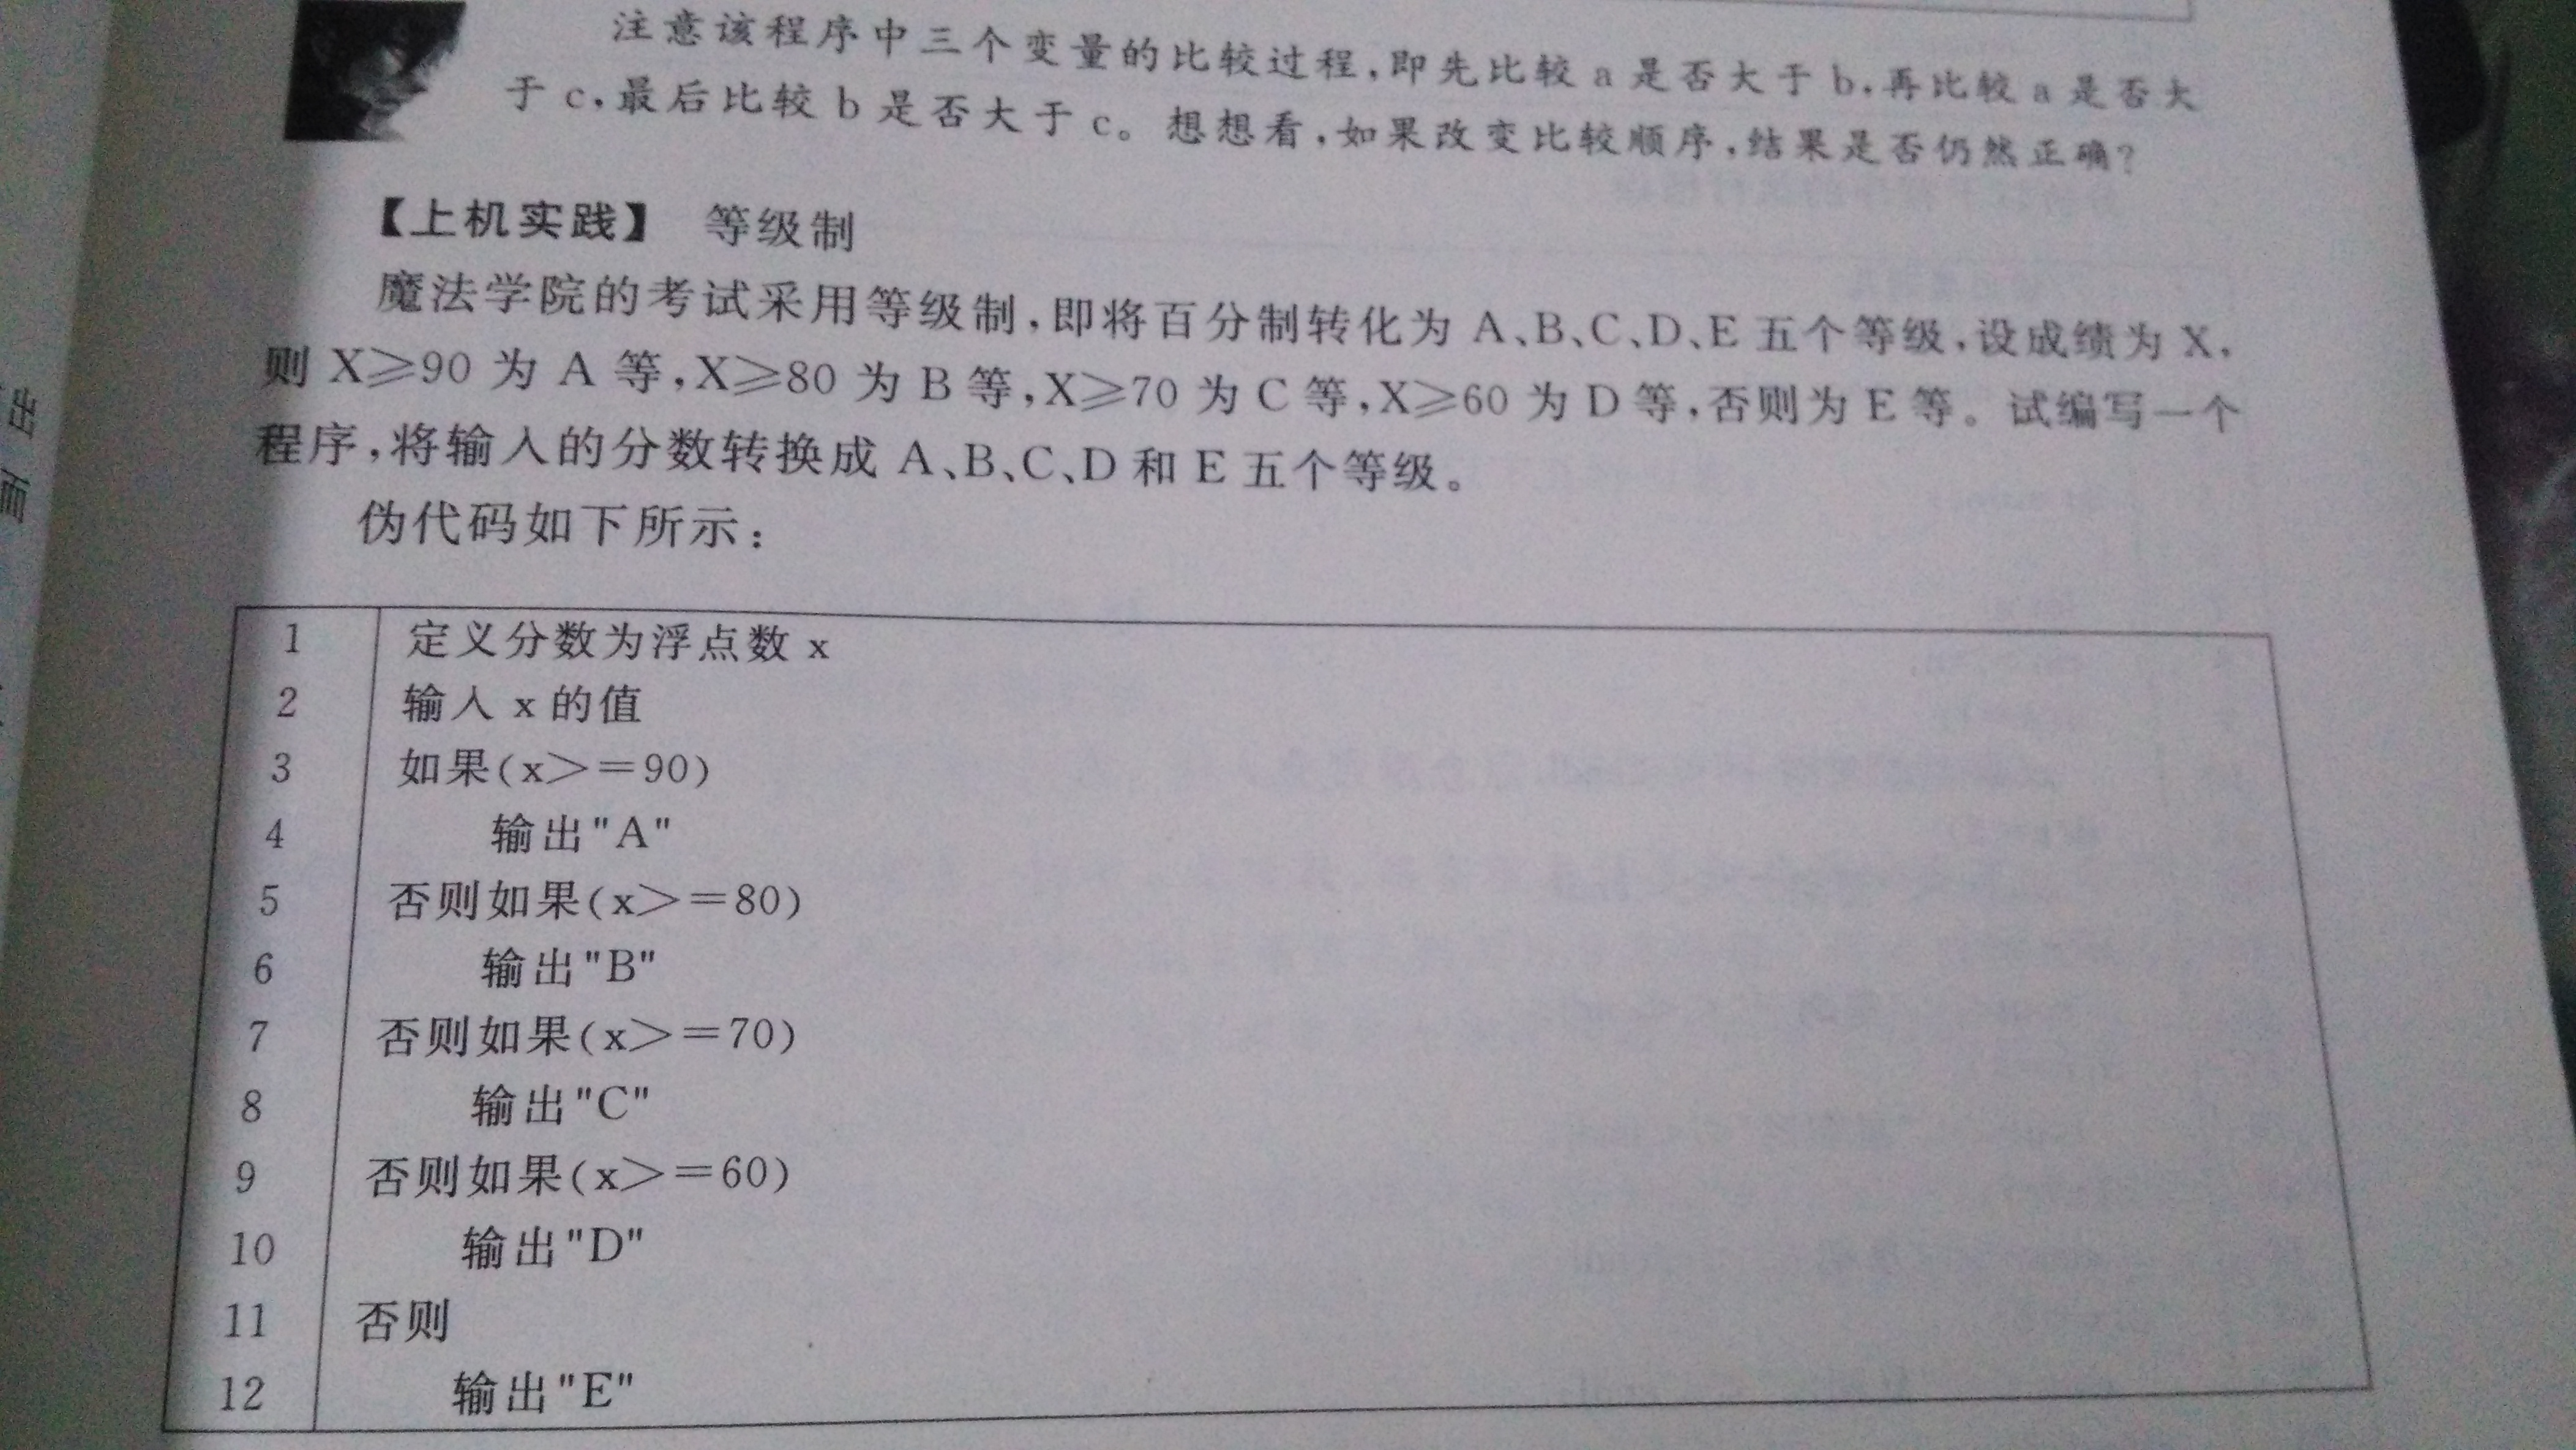 注意该程序中三个变量的比较过程,即先比较 a 是否大于 b,再比较 a 是否大
于 c,最后比较 b 是否大于 c。想想看,如果改变比较顺序,结果是否仍然正确?
【上机实践】 等级制
魔法学院的考试采用等级制,即将百分制转化为 A、B、C、D、E 五个等级,设成绩为 X,
则 X≥90 为 A 等,X≥80 为 B 等,X≥70 为 C 等,X≥60 为 D 等,否则为 E 等。试编写一个
程序,将输入的分数转换成 A、B、C、D 和 E 五个等级。
伪代码如下所示:
1 定义分数为浮点数 x
2 输入 x 的值
3 如果(x>=90)
4 输出"A"
5 否则如果(x>=80)
6 输出"B"
7 否则如果(x>=70)
8 输出"C"
9 否则如果(x>=60)
10 输出"D"
11 否则
12 输出"E"
出